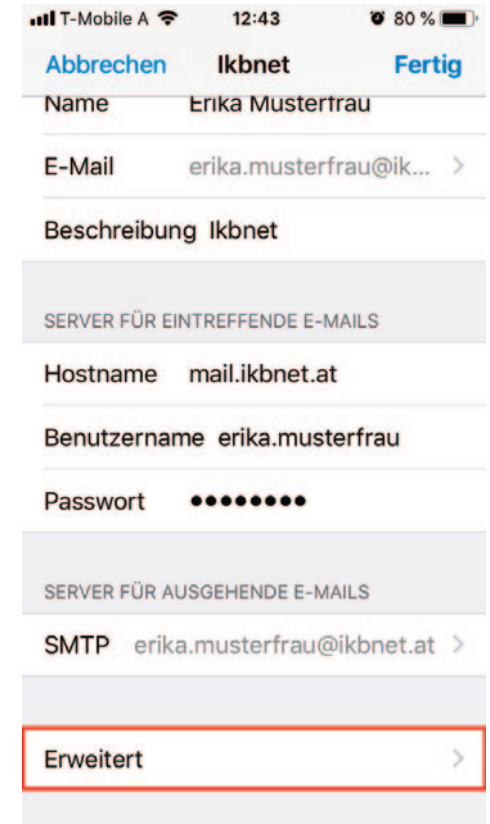 T-Mobile A 12:43 80 %
Abbrechen Ikbnet Fertig
Name Erika Musterfrau
E-Mail erika.musterfrau@ik...
Beschreibung Ikbnet
SERVER FÜR EINTREFFENDE E-MAILS
Hostname mail.ikbnet.at
Benutzername erika.musterfrau
Passwort ••••••••
SERVER FÜR AUSGEHENDE E-MAILS
SMTP erika.musterfrau@ikbnet.at
Erweitert